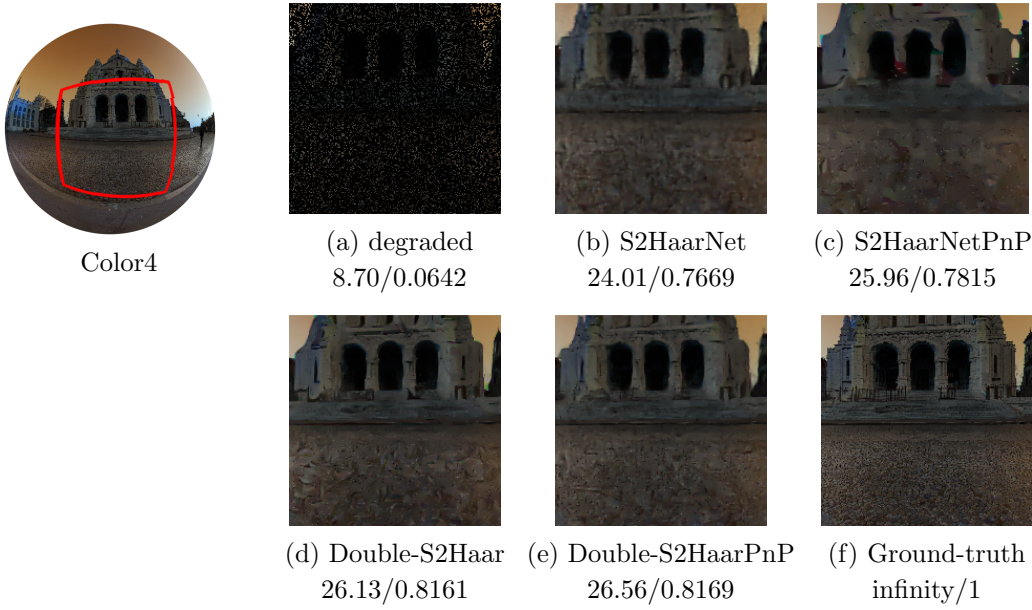 Color4
(a) degraded
8.70/0.0642
(b) S2HaarNet
24.01/0.7669
(c) S2HaarNetPnP
25.96/0.7815
(d) Double-S2Haar
26.13/0.8161
(e) Double-S2HaarPnP
26.56/0.8169
(f) Ground-truth
infinity/1